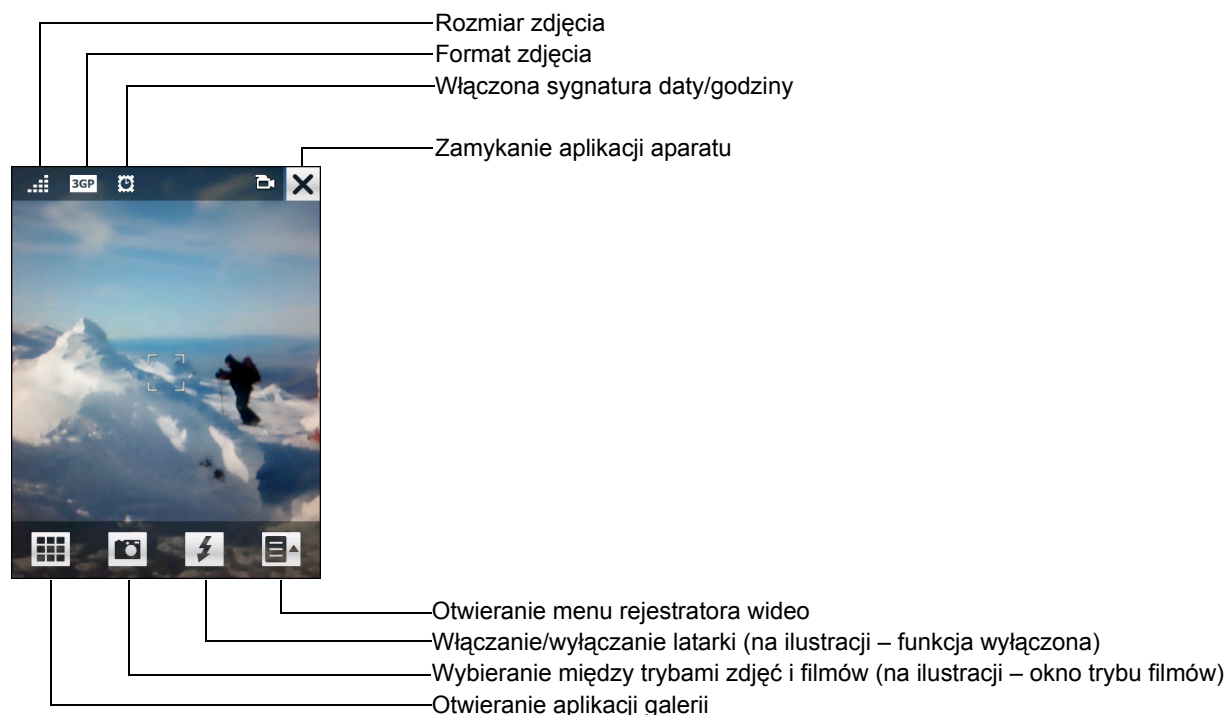 Rozmiar zdjęcia
Format zdjęcia
Włączona sygnatura daty/godziny
Zamykanie aplikacji aparatu
3GP
Otwieranie menu rejestratora wideo
Włączanie/wyłączanie latarki (na ilustracji – funkcja wyłączona)
Wybieranie między trybami zdjęć i filmów (na ilustracji – okno trybu filmów)
Otwieranie aplikacji galerii